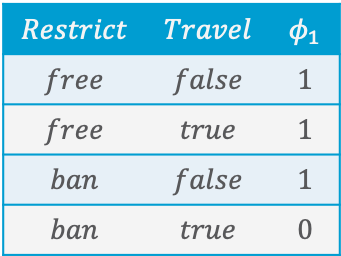 Restrict Travel ϕ₁
free false 1
free true 1
ban false 1
ban true 0